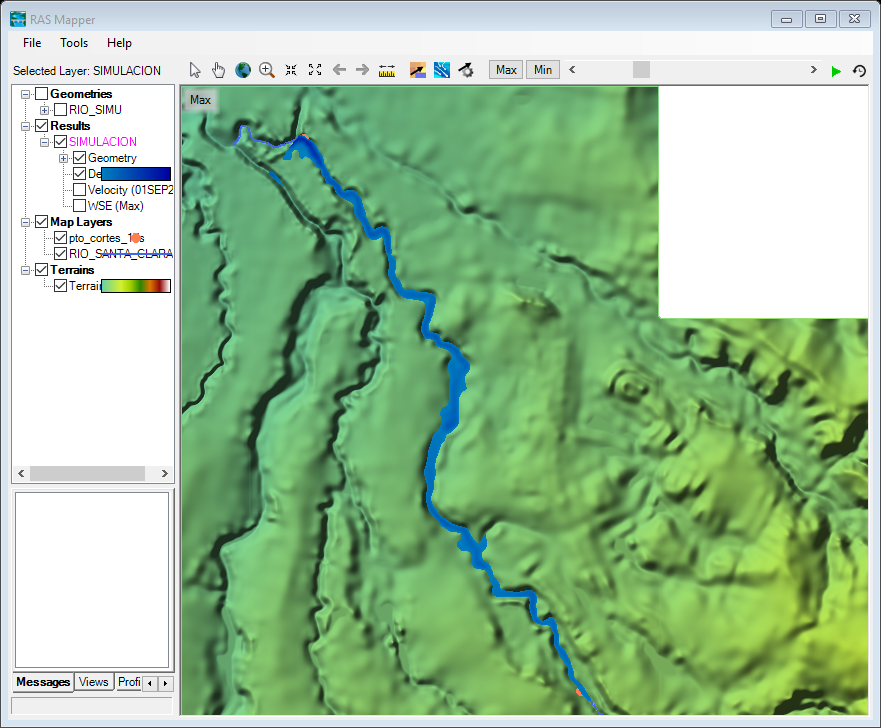 RAS Mapper
File Tools Help
Selected Layer: SIMULACION
Max Min
Max
Geometries
RIO_SIMU
Results
SIMULACION
Geometry
De
Velocity (01SEP2
WSE (Max)
Map Layers
pto_cortes_1 s
RIO_SANTA_CLARA
Terrains
Terrain
Messages Views Profi